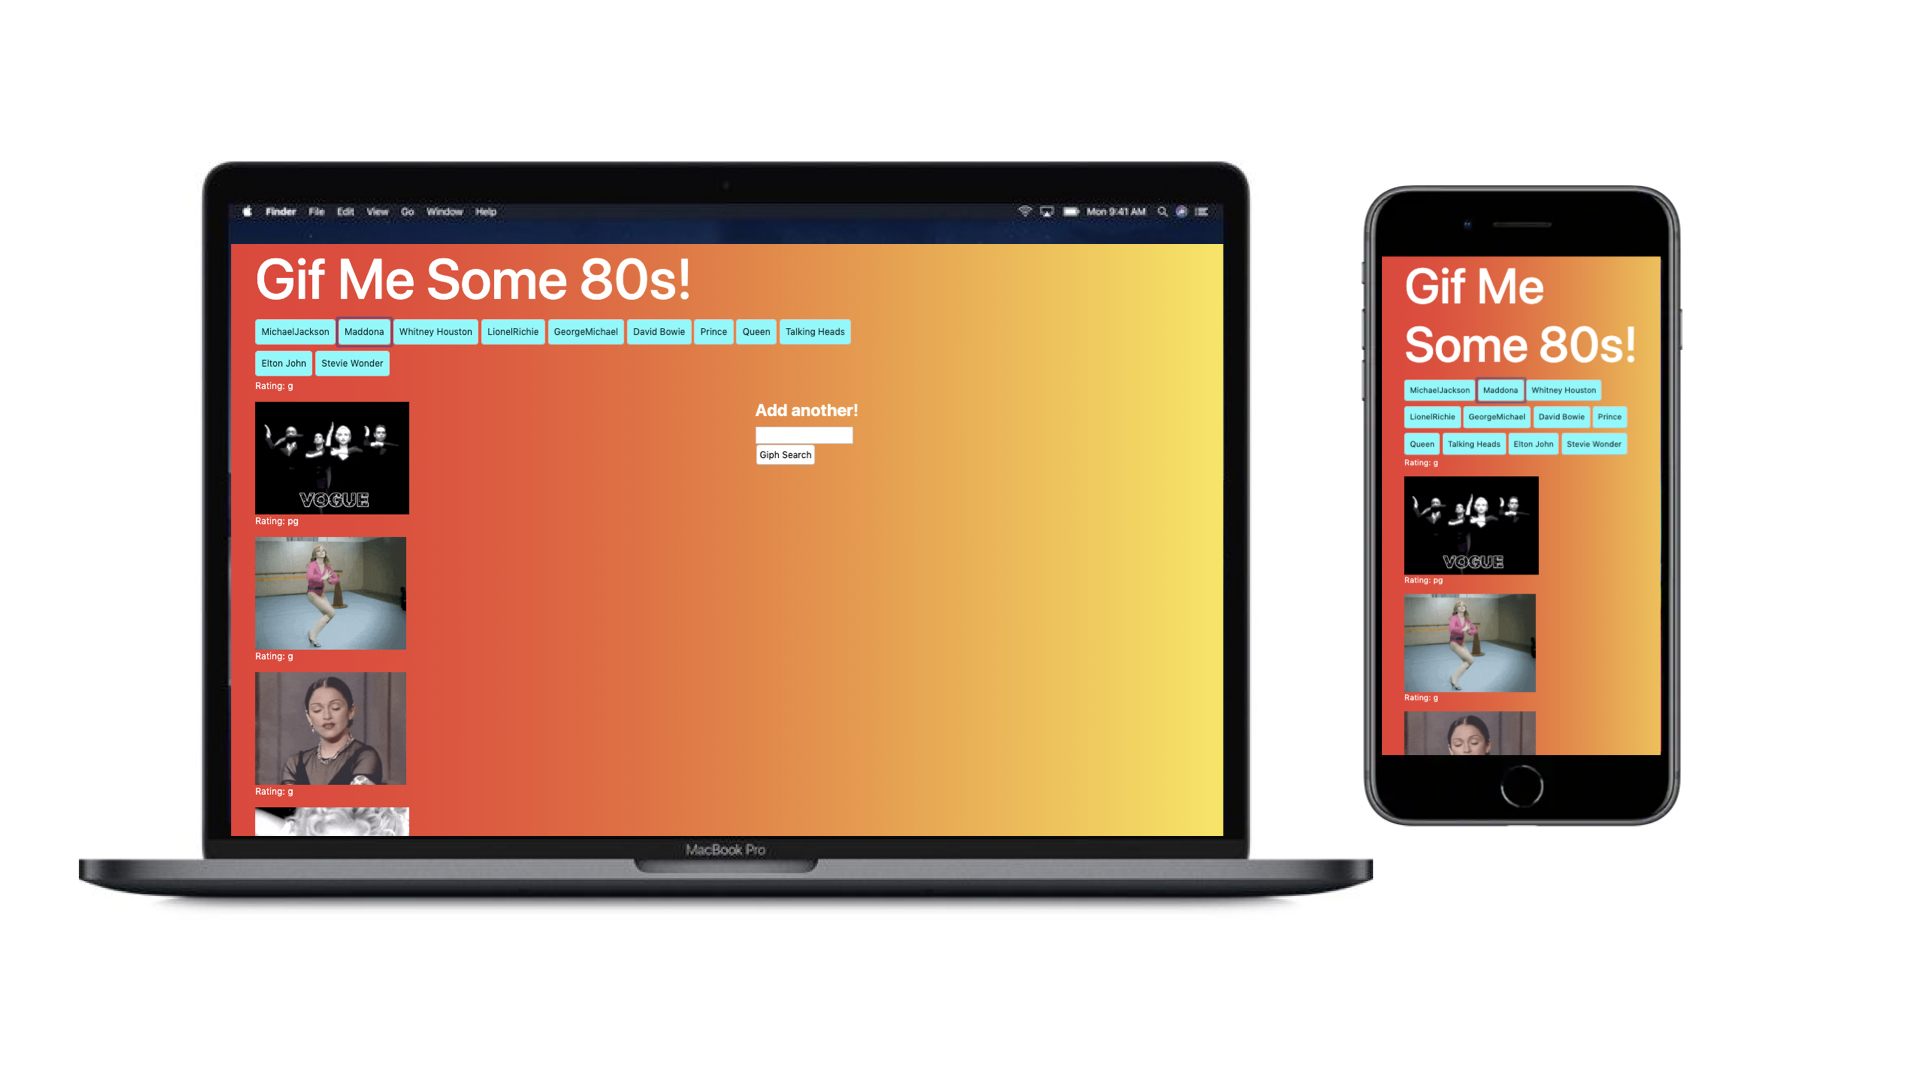 Finder File Edit View Go Window Help Mon 9:41 AM
Gif Me Some 80s!
MichaelJackson Maddona Whitney Houston LionelRichie GeorgeMichael David Bowie Prince Queen Talking Heads
Elton John Stevie Wonder
Rating: g
VOGUE
Rating: pg
Rating: g
Rating: g
Add another!
Giph Search
MacBook Pro
Gif Me
Some 80s!
MichaelJackson Maddona Whitney Houston
LionelRichie GeorgeMichael David Bowie Prince
Queen Talking Heads Elton John Stevie Wonder
Rating: g
VOGUE
Rating: pg
Rating: g